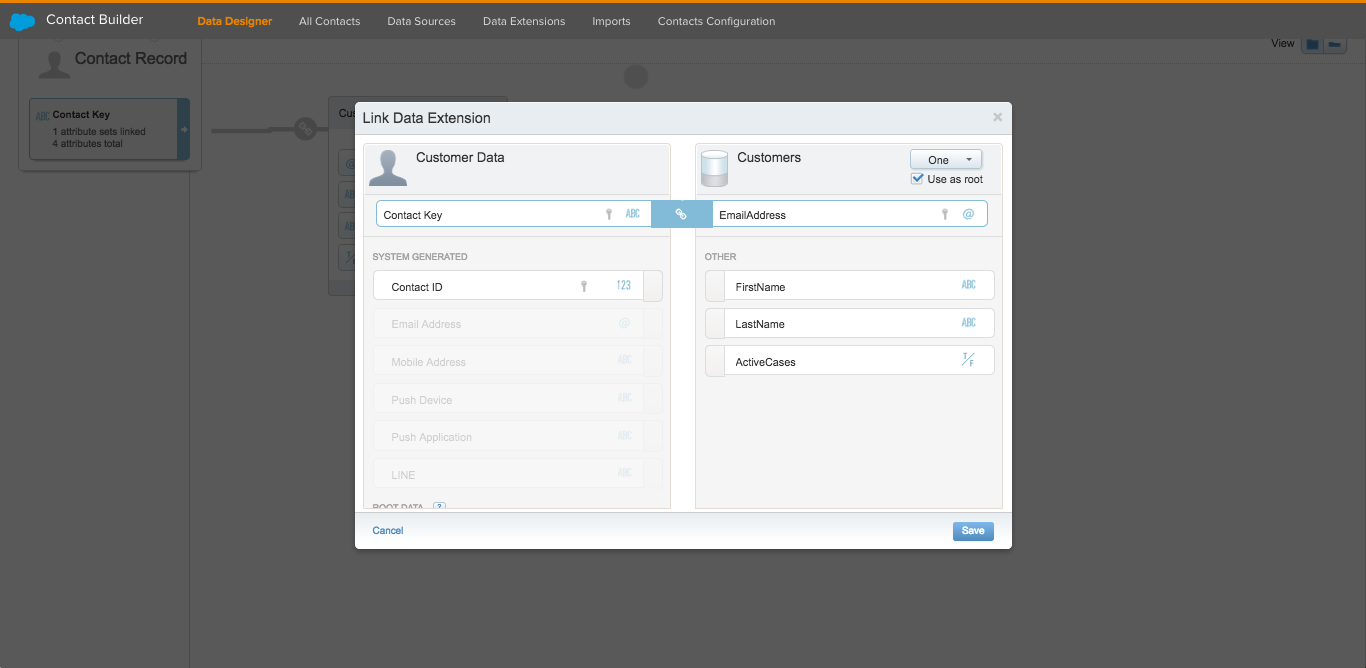 Contact Builder
Data Designer
All Contacts
Data Sources
Data Extensions
Imports
Contacts Configuration
View
Contact Record
ABC Contact Key
1 attribute sets linked
4 attributes total
Link Data Extension
×
Customer Data
Customers
One
Use as root
Contact Key
ABC
EmailAddress
@
SYSTEM GENERATED
OTHER
Contact ID
123
FirstName
ABC
Email Address
@
LastName
ABC
Mobile Address
ABC
ActiveCases
T/F
Push Device
ABC
Push Application
ABC
LINE
ABC
ROOT DATA ?
Cancel
Save